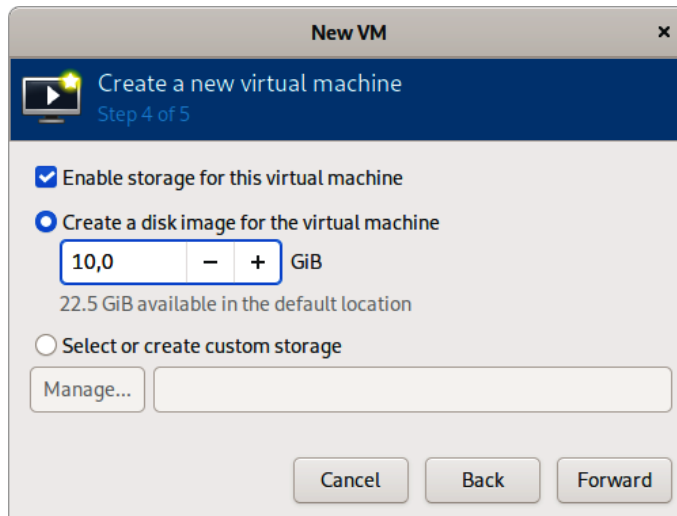 New VM
Create a new virtual machine
Step 4 of 5
Enable storage for this virtual machine
Create a disk image for the virtual machine
10,0 − + GiB
22.5 GiB available in the default location
Select or create custom storage
Manage...
Cancel Back Forward